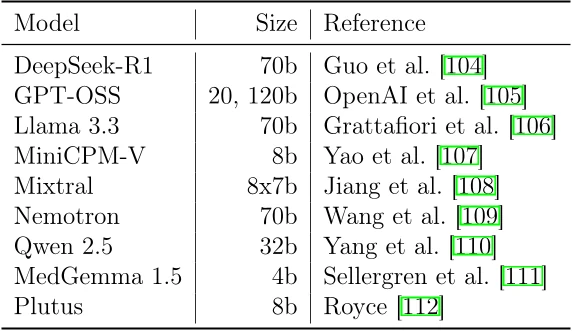 Model Size Reference
DeepSeek-R1 70b Guo et al. [104]
GPT-OSS 20, 120b OpenAI et al. [105]
Llama 3.3 70b Grattafiori et al. [106]
MiniCPM-V 8b Yao et al. [107]
Mixtral 8x7b Jiang et al. [108]
Nemotron 70b Wang et al. [109]
Qwen 2.5 32b Yang et al. [110]
MedGemma 1.5 4b Sellergren et al. [111]
Plutus 8b Royce [112]